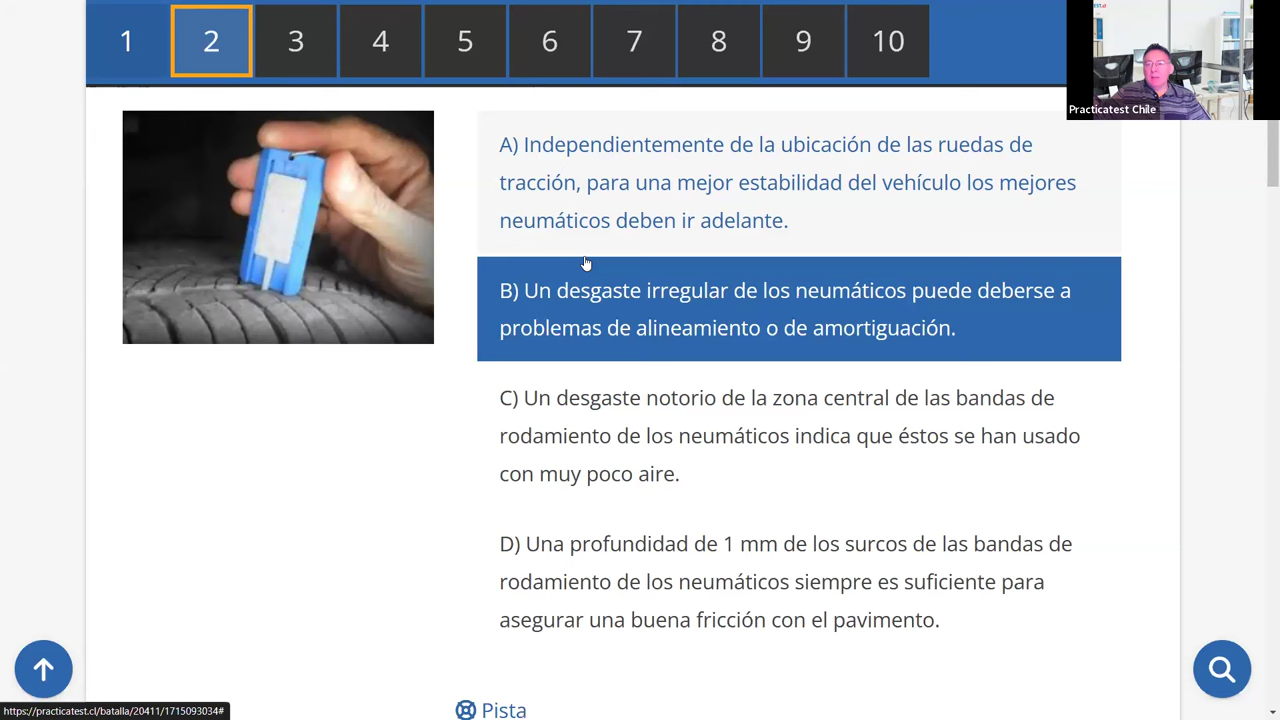 1 2 3 4 5 6 7 8 9 10
Practicatest Chile
A) Independientemente de la ubicación de las ruedas de
tracción, para una mejor estabilidad del vehículo los mejores
neumáticos deben ir adelante.
B) Un desgaste irregular de los neumáticos puede deberse a
problemas de alineamiento o de amortiguación.
C) Un desgaste notorio de la zona central de las bandas de
rodamiento de los neumáticos indica que éstos se han usado
con muy poco aire.
D) Una profundidad de 1 mm de los surcos de las bandas de
rodamiento de los neumáticos siempre es suficiente para
asegurar una buena fricción con el pavimento.
Pista
https://practicatest.cl/batalla/20411/1715093034#